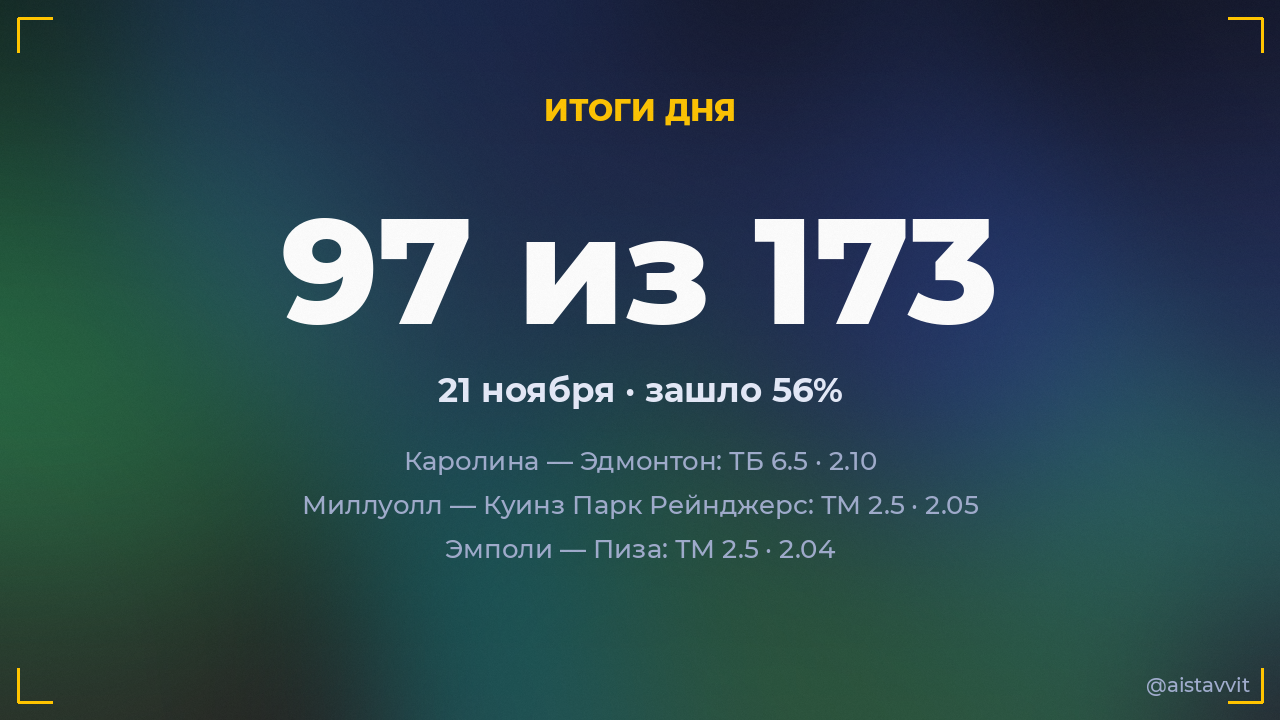 ИТОГИ ДНЯ
97 из 173
21 ноября · зашло 56%
Каролина — Эдмонтон: ТБ 6.5 · 2.10
Миллуолл — Куинз Парк Рейнджерс: ТМ 2.5 · 2.05
Эмполи — Пиза: ТМ 2.5 · 2.04
@aistavvit